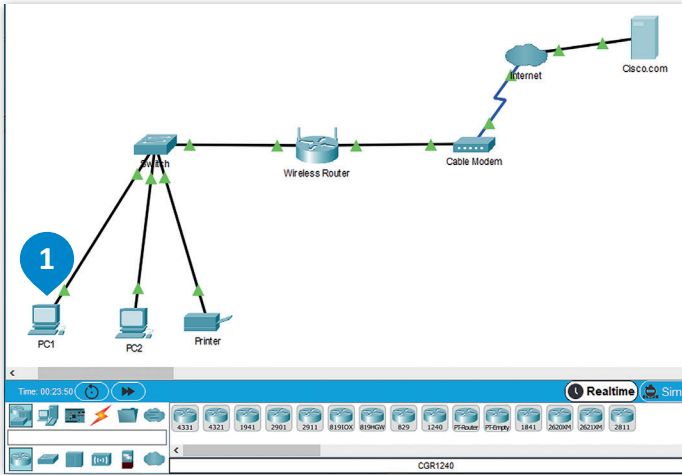 Cisco.com
Internet
Switch
Wireless Router
Cable Modem
1
PC1
PC2
Printer
<
Time: 00:23:50
Realtime
Sim
4331 4321 1941 2901 2911 819IOX 819HGW 829 1240 PT-Router PT-Empty 1841 2620XM 2621XM 2811
<
CGR1240